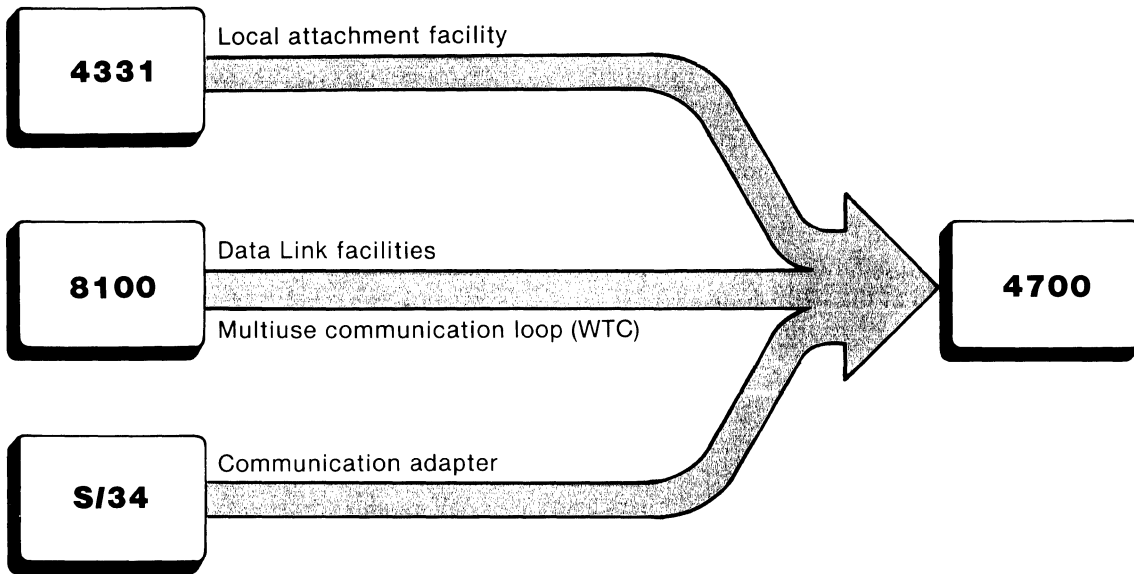 Local attachment facility
4331
Data Link facilities
8100
4700
Multiuse communication loop (WTC)
Communication adapter
S/34